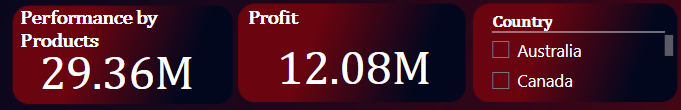 Performance by
Products
29.36M
Profit
12.08M
Country
Australia
Canada